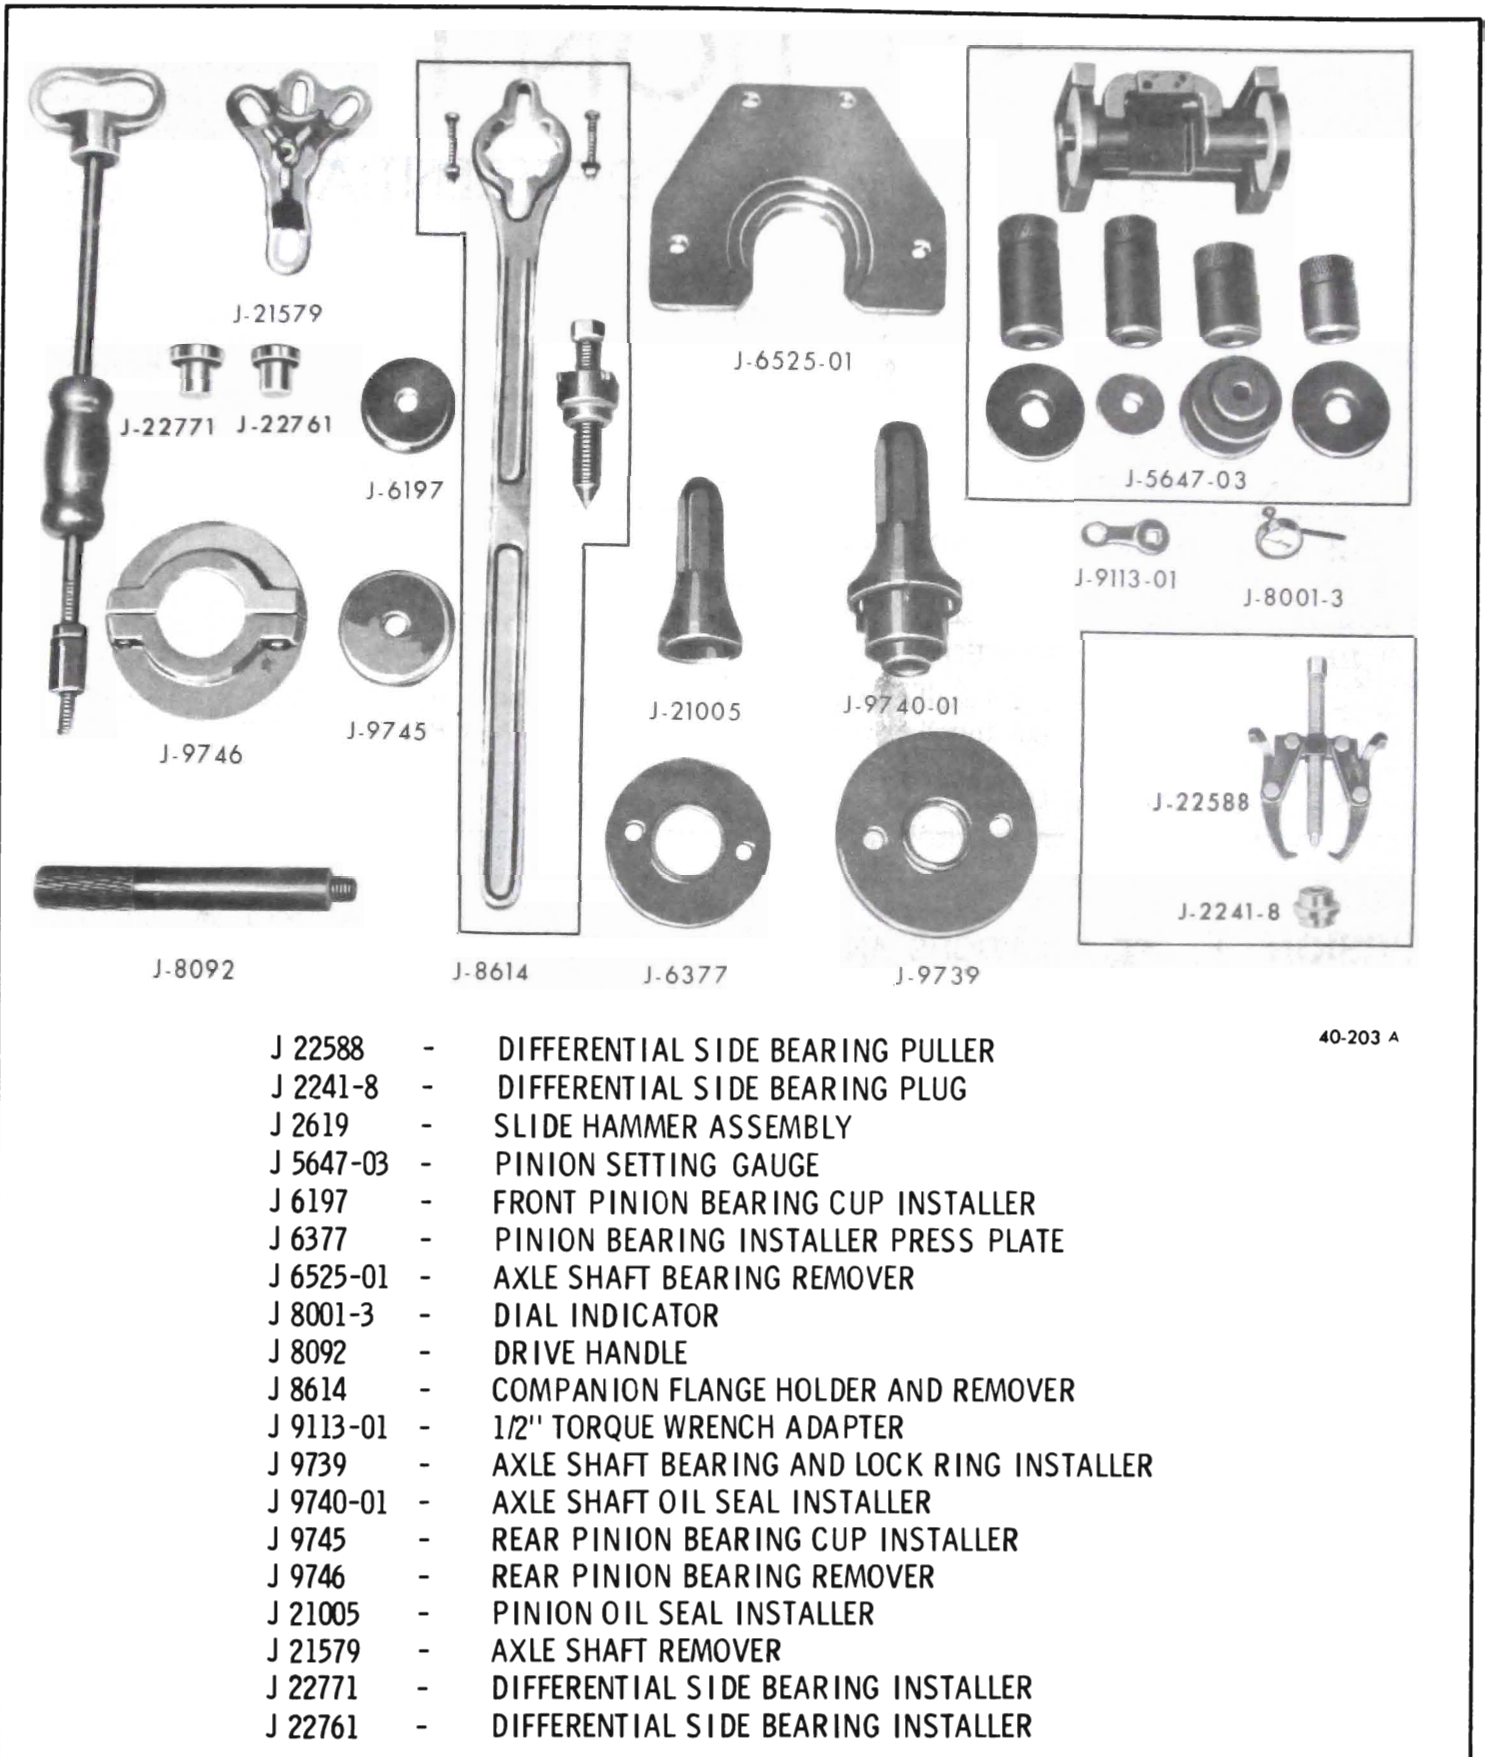 J-21579
J-22771 J-22761
J-6197
J-9746
J-9745
J-8092
J-8614
J-6525-01
J-21005
J-9740-01
J-6377
J-9739
J-5647-03
J-9113-01
J-8001-3
J-22588
J-2241-8
40-203 A
J 22588 - DIFFERENTIAL SIDE BEARING PULLER
J 2241-8 - DIFFERENTIAL SIDE BEARING PLUG
J 2619 - SLIDE HAMMER ASSEMBLY
J 5647-03 - PINION SETTING GAUGE
J 6197 - FRONT PINION BEARING CUP INSTALLER
J 6377 - PINION BEARING INSTALLER PRESS PLATE
J 6525-01 - AXLE SHAFT BEARING REMOVER
J 8001-3 - DIAL INDICATOR
J 8092 - DRIVE HANDLE
J 8614 - COMPANION FLANGE HOLDER AND REMOVER
J 9113-01 - 1/2" TORQUE WRENCH ADAPTER
J 9739 - AXLE SHAFT BEARING AND LOCK RING INSTALLER
J 9740-01 - AXLE SHAFT OIL SEAL INSTALLER
J 9745 - REAR PINION BEARING CUP INSTALLER
J 9746 - REAR PINION BEARING REMOVER
J 21005 - PINION OIL SEAL INSTALLER
J 21579 - AXLE SHAFT REMOVER
J 22771 - DIFFERENTIAL SIDE BEARING INSTALLER
J 22761 - DIFFERENTIAL SIDE BEARING INSTALLER